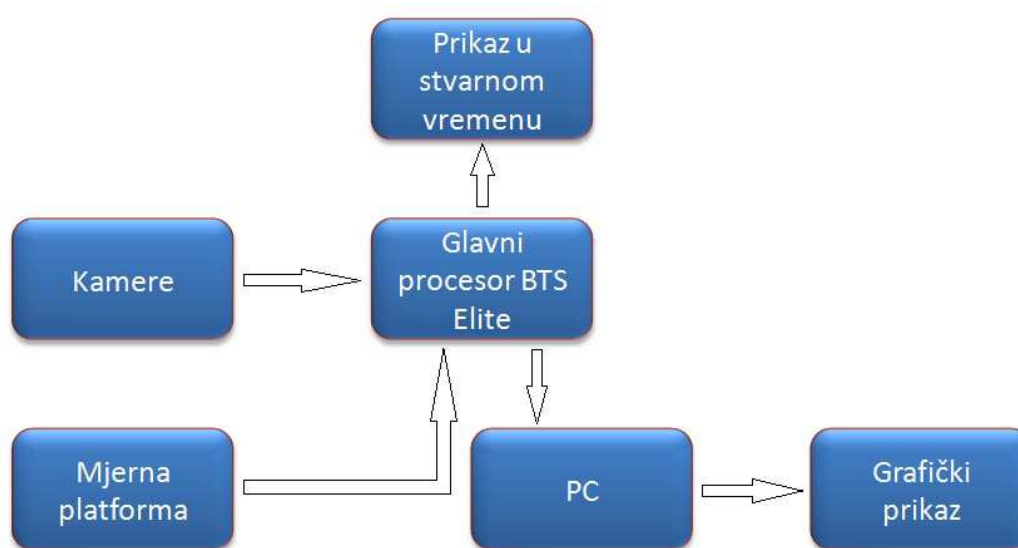 Prikaz u
stvarnom
vremenu
Kamere
Glavni
procesor BTS
Elite
Mjerna
platforma
PC
Grafički
prikaz